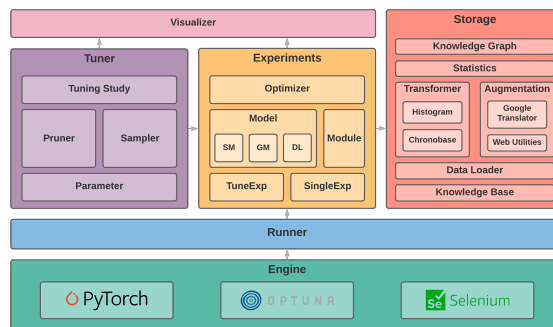 Visualizer
Tuner
Tuning Study
Pruner
Sampler
Parameter
Experiments
Optimizer
Model
SM
GM
DL
Module
TuneExp
SingleExp
Storage
Knowledge Graph
Statistics
Transformer
Histogram
Chronobase
Augmentation
Google
Translator
Web Utilities
Data Loader
Knowledge Base
Runner
Engine
PyTorch
OPTUNA
Se
Selenium